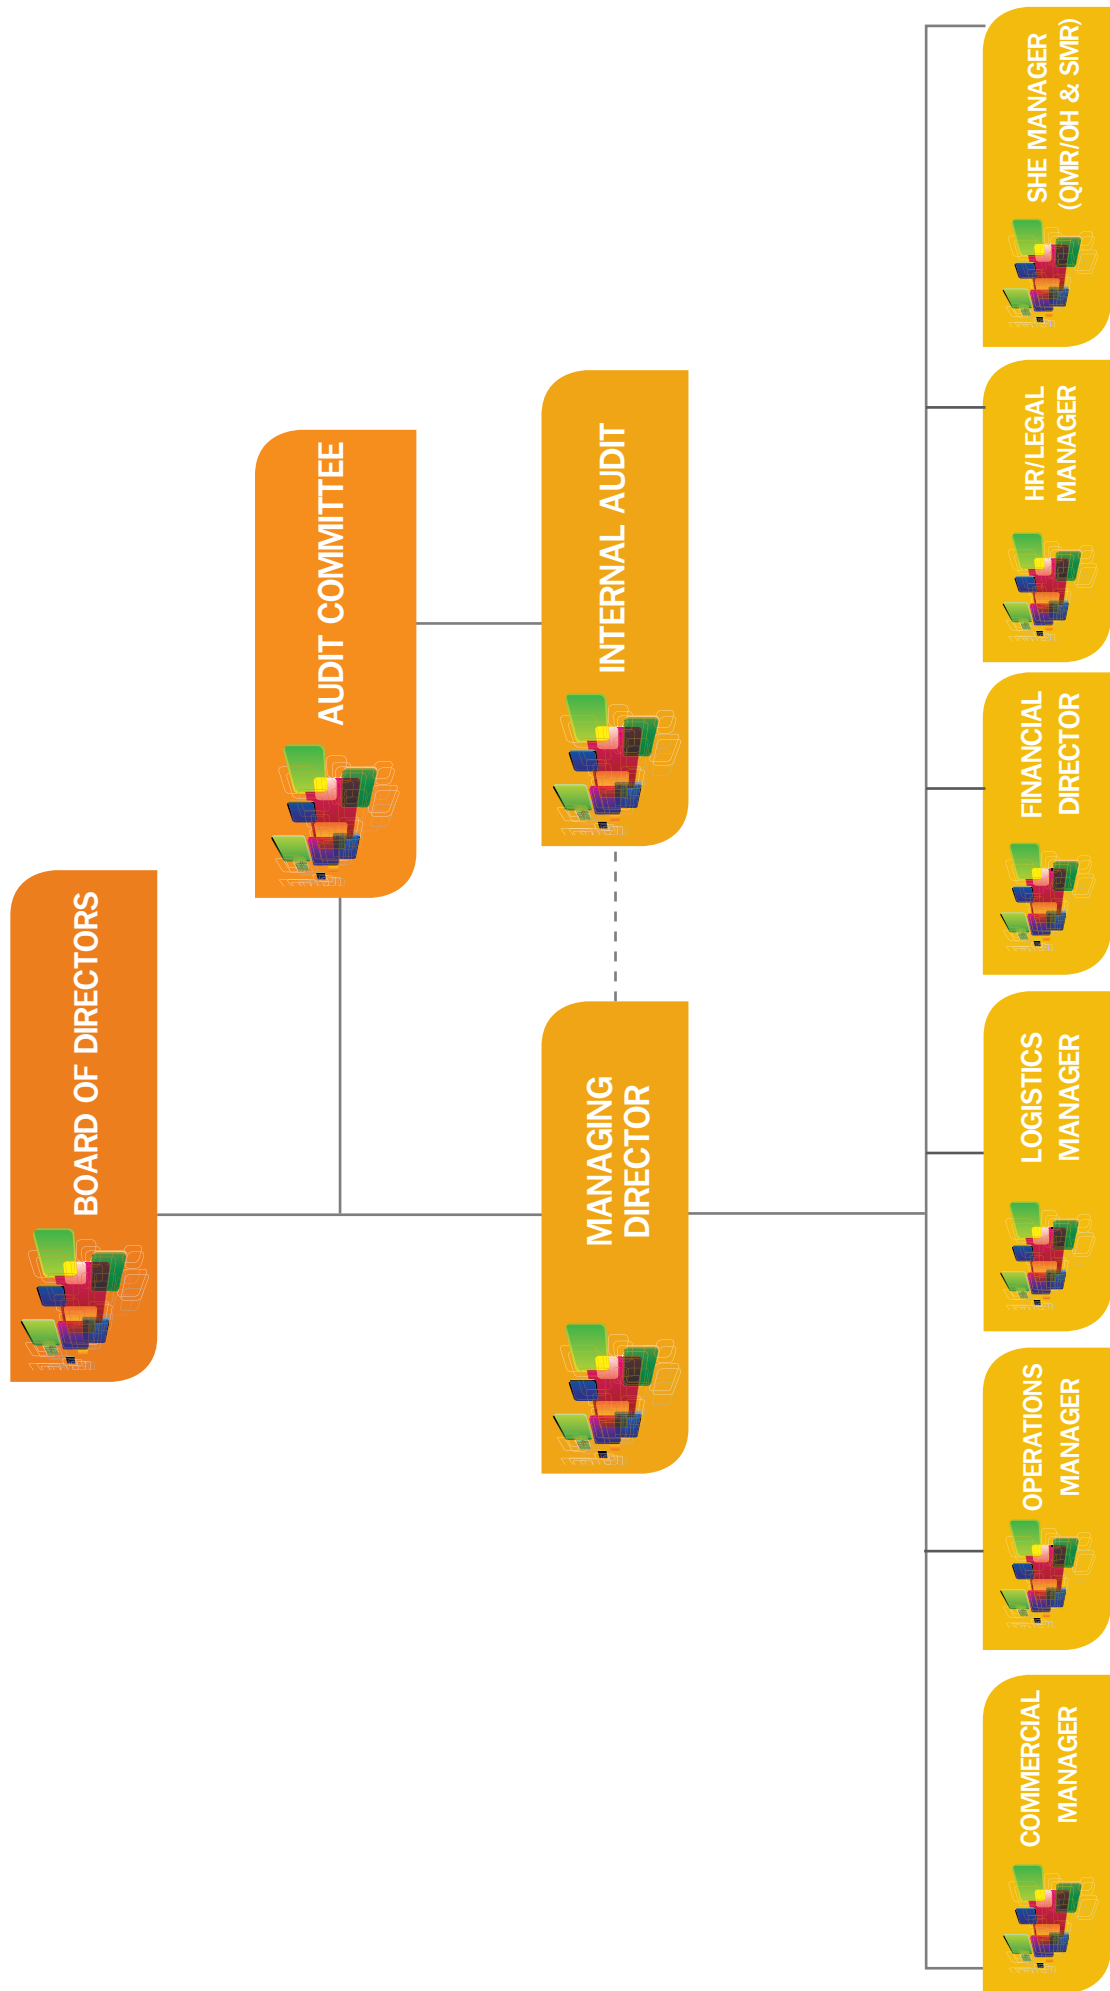 BOARD OF DIRECTORS
AUDIT COMMITTEE
MANAGING
DIRECTOR
INTERNAL AUDIT
COMMERCIAL
MANAGER
OPERATIONS
MANAGER
LOGISTICS
MANAGER
FINANCIAL
DIRECTOR
HR/LEGAL
MANAGER
SHE MANAGER
(QMR/OH & SMR)